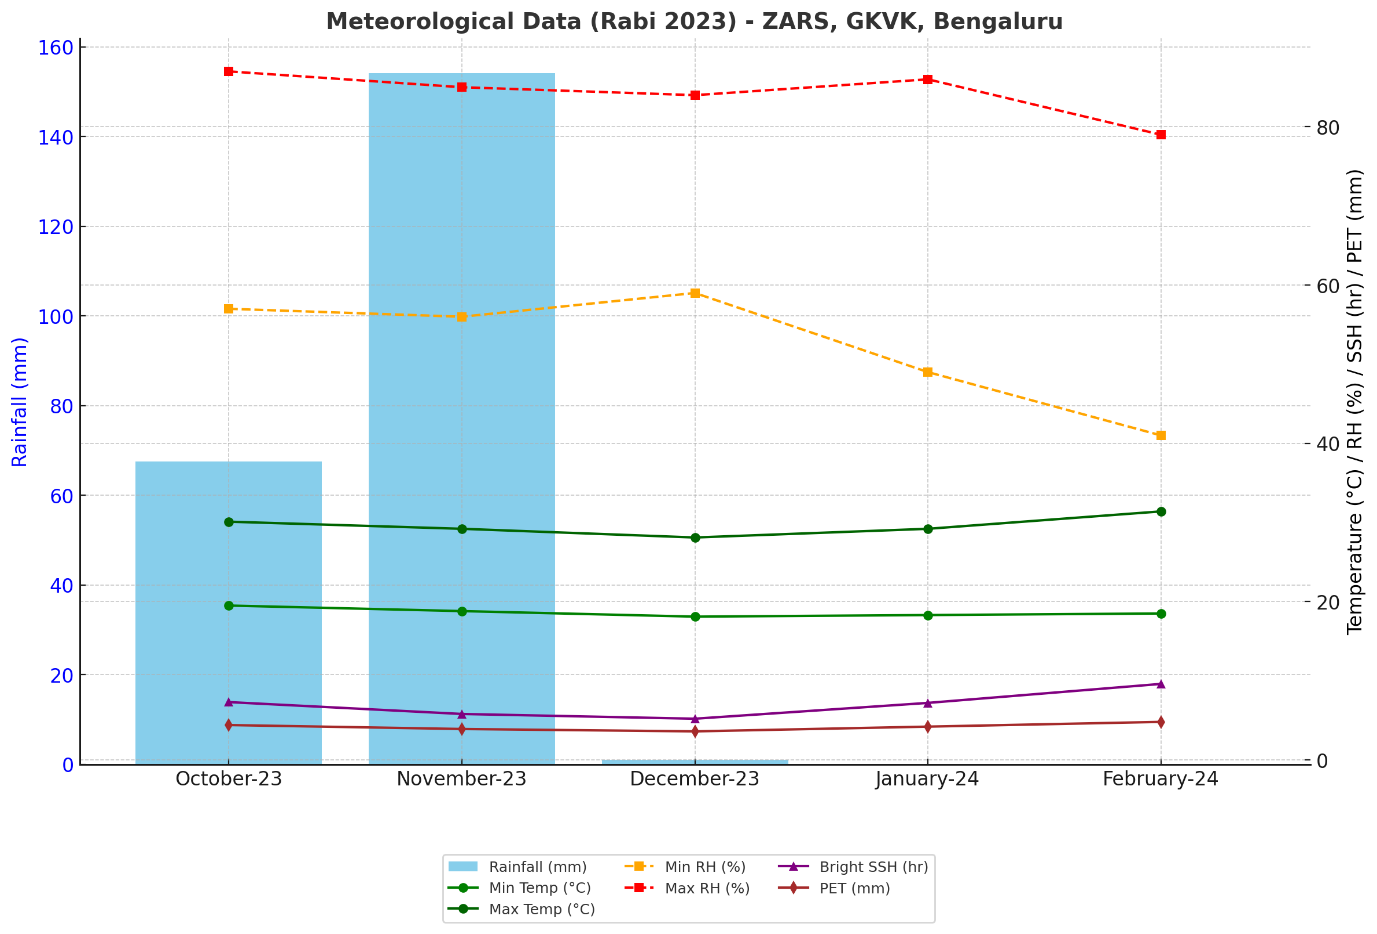 Meteorological Data (Rabi 2023) - ZARS, GKVK, Bengaluru
Rainfall (mm)
160
140
120
100
80
60
40
20
0
80
60
40
20
0
Temperature (°C) / RH (%) / SSH (hr) / PET (mm)
October-23
November-23
December-23
January-24
February-24
Rainfall (mm)
Min Temp (°C)
Max Temp (°C)
Min RH (%)
Max RH (%)
Bright SSH (hr)
PET (mm)